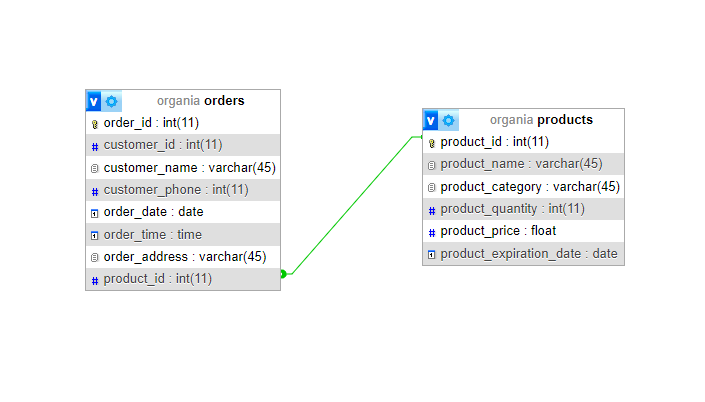 v organia orders
order_id : int(11)
# customer_id : int(11)
customer_name : varchar(45)
# customer_phone : int(11)
order_date : date
order_time : time
order_address : varchar(45)
# product_id : int(11)
v organia products
product_id : int(11)
product_name : varchar(45)
product_category : varchar(45)
# product_quantity : int(11)
# product_price : float
product_expiration_date : date